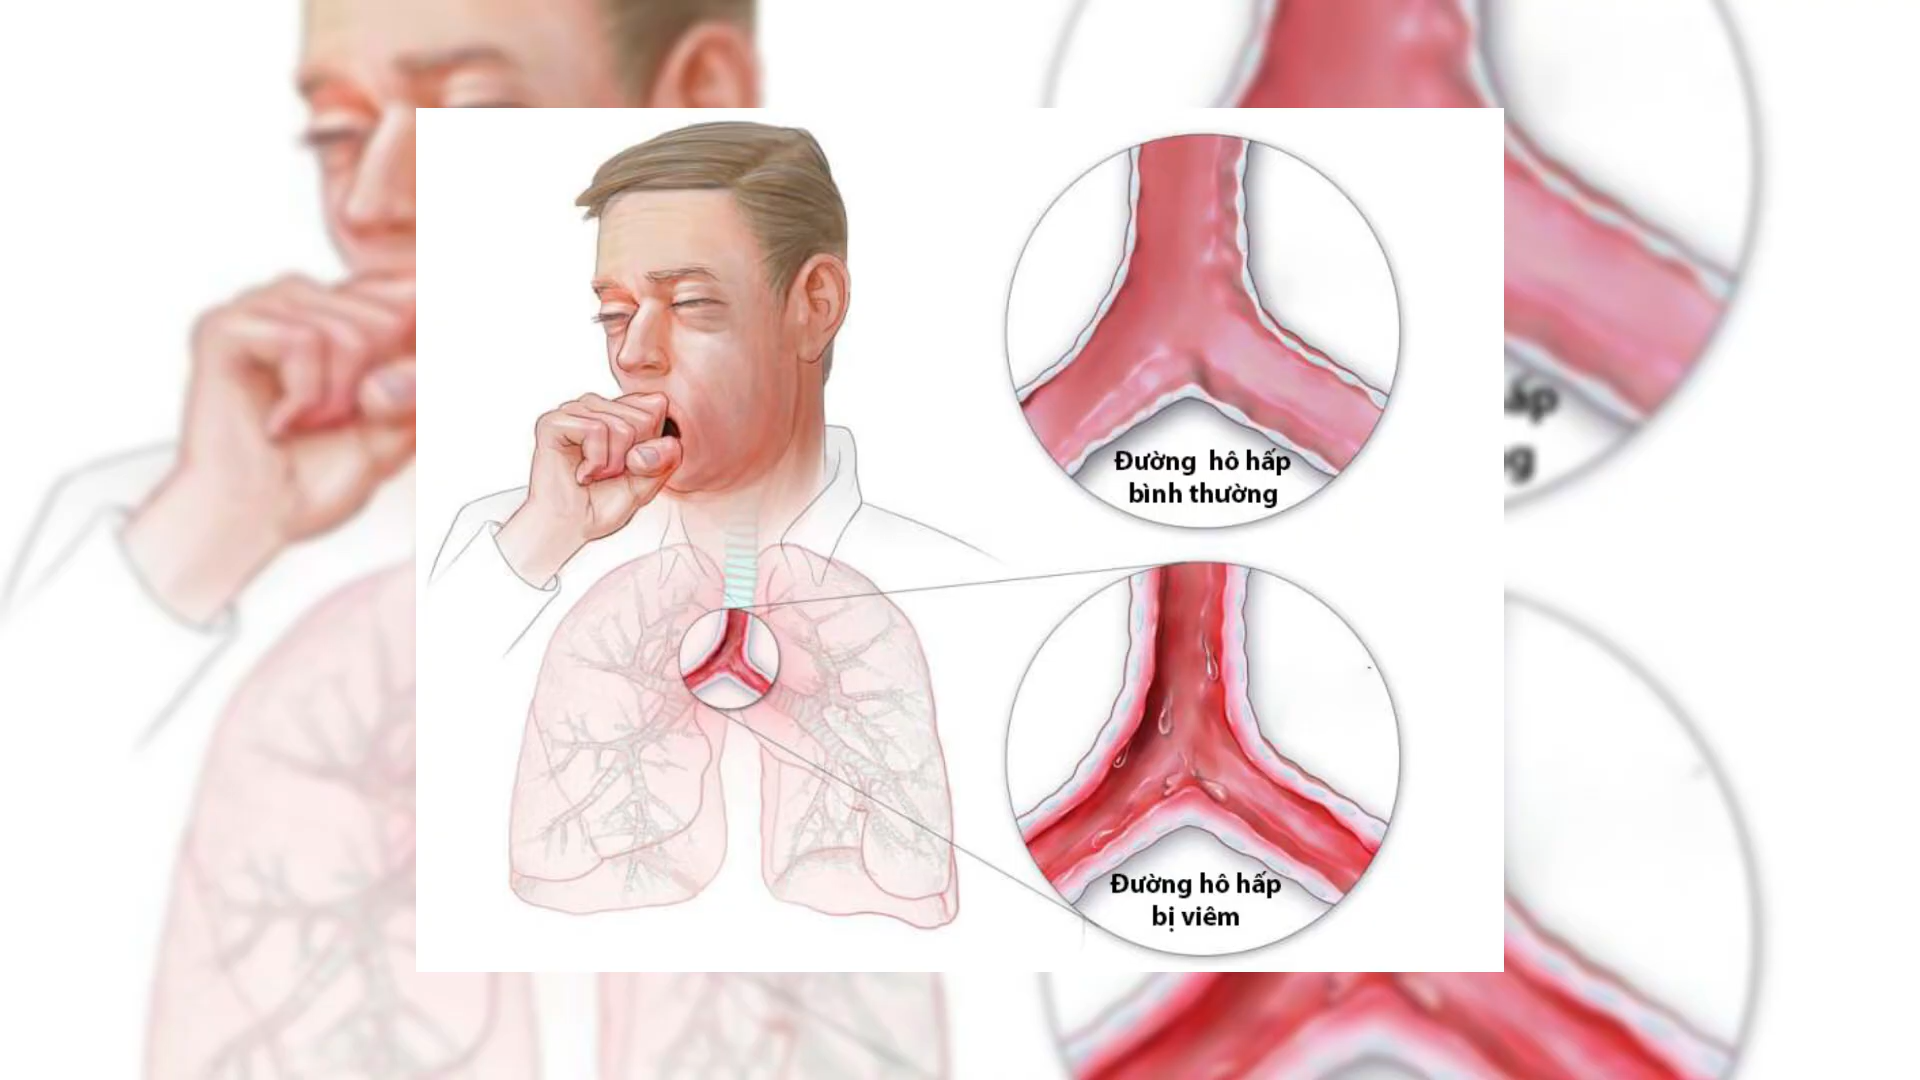 Đường hô hấp
bình thường
Đường hô hấp
bị viêm